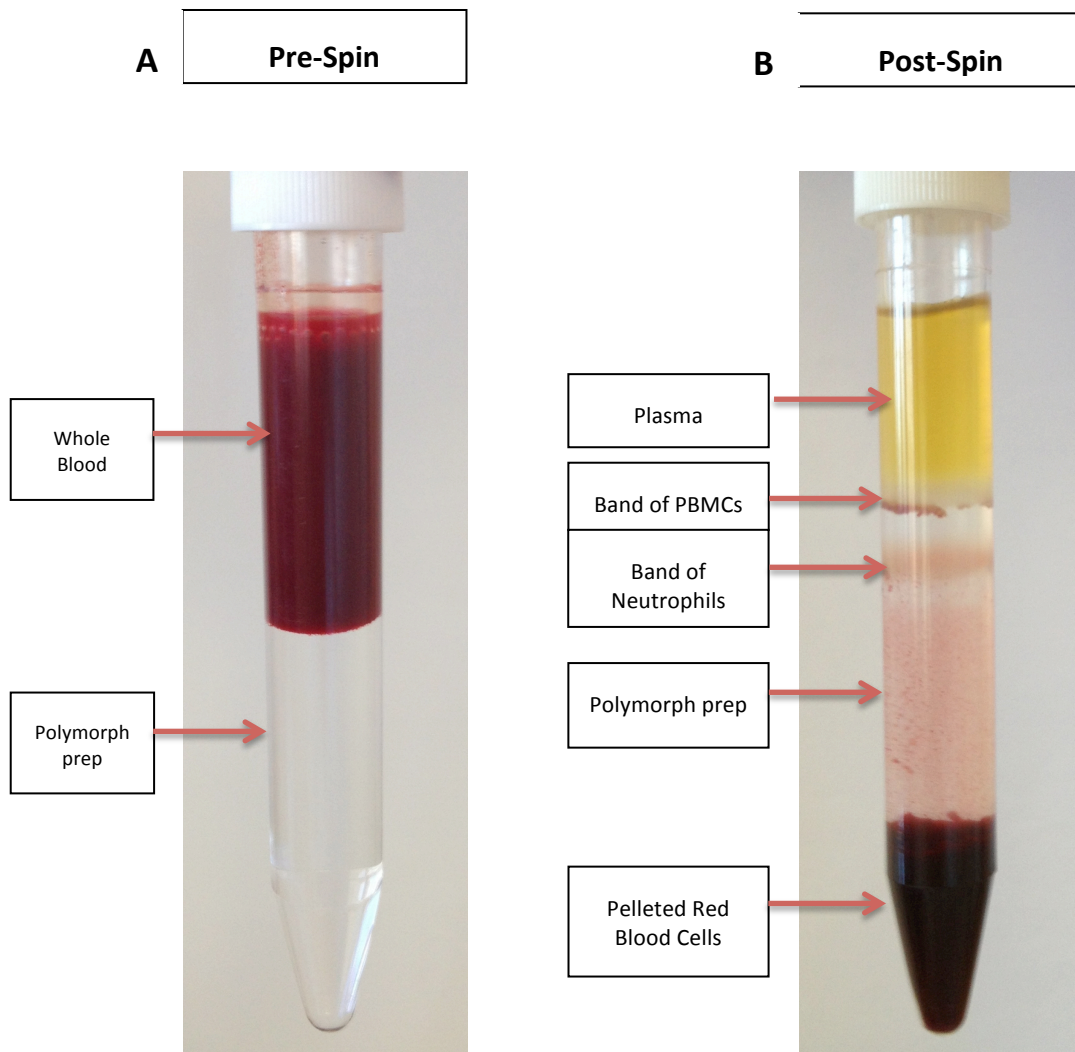 A
Pre-Spin
Whole
Blood
Polymorph
prep
B
Post-Spin
Plasma
Band of PBMCs
Band of
Neutrophils
Polymorph prep
Pelleted Red
Blood Cells